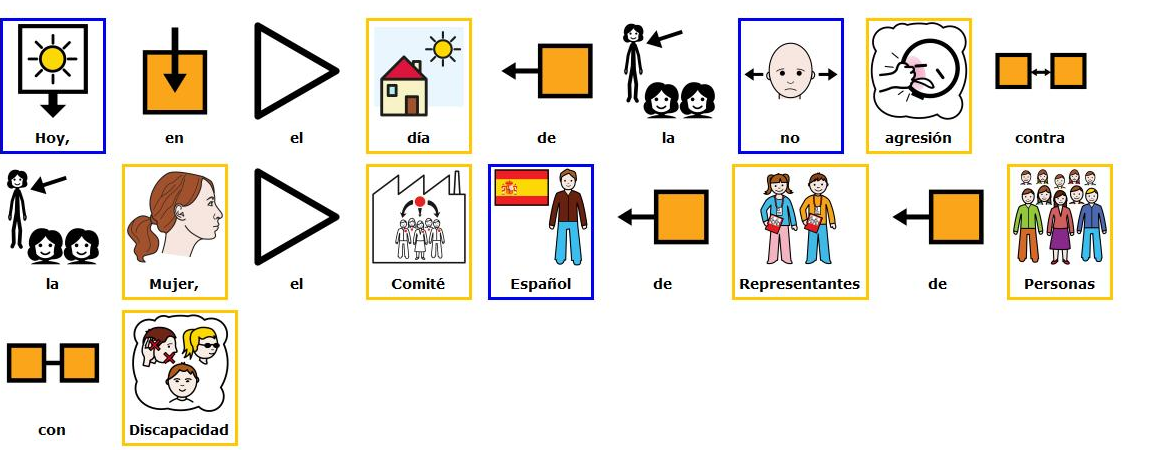 Hoy, en el día de la no agresión contra
la Mujer, el Comité Español de Representantes de Personas
con Discapacidad